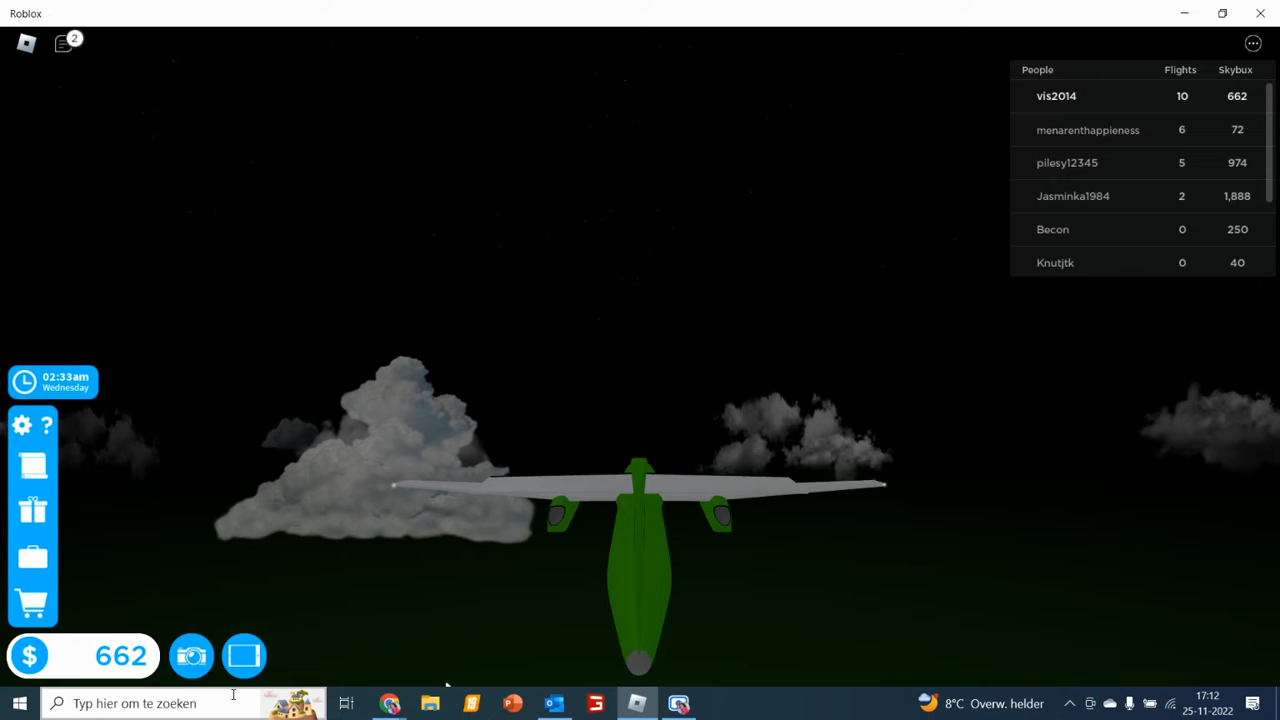 Roblox
2
People Flights Skybux
vis2014 10 662
menarenthappieness 6 72
pilesy12345 5 974
Jasminka1984 2 1,888
Becon 0 250
Knutjtk 0 40
02:33am
Wednesday
?
$ 662
Typ hier om te zoeken
8°C Overw. helder
17:12
25-11-2022